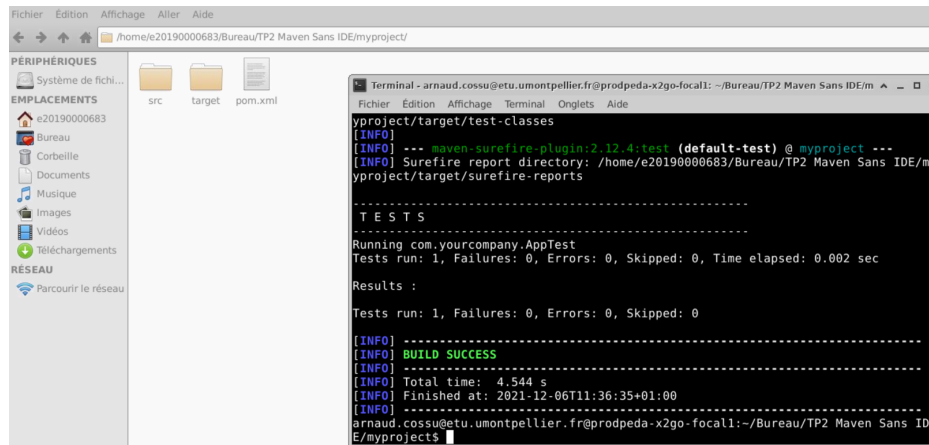 Fichier Édition Affichage Aller Aide
/home/e20190000683/Bureau/TP2 Maven Sans IDE/myproject/
PÉRIPHÉRIQUES
Système de fichi...
EMPLACEMENTS
e20190000683
Bureau
Corbeille
Documents
Musique
Images
Vidéos
Téléchargements
RÉSEAU
Parcourir le réseau
src target pom.xml
Terminal - arnaud.cossu@etu.umontpellier.fr@prodpeda-x2go-focal1: ~/Bureau/TP2 Maven Sans IDE/m
Fichier Édition Affichage Terminal Onglets Aide
yproject/target/test-classes
[INFO]
[INFO] --- maven-surefire-plugin:2.12.4:test (default-test) @ myproject ---
[INFO] Surefire report directory: /home/e20190000683/Bureau/TP2 Maven Sans IDE/m
yproject/target/surefire-reports
-------------------------------------------------------
T E S T S
-------------------------------------------------------
Running com.yourcompany.AppTest
Tests run: 1, Failures: 0, Errors: 0, Skipped: 0, Time elapsed: 0.002 sec
Results :
Tests run: 1, Failures: 0, Errors: 0, Skipped: 0
[INFO] ------------------------------------------------------------------------
[INFO] BUILD SUCCESS
[INFO] ------------------------------------------------------------------------
[INFO] Total time: 4.544 s
[INFO] Finished at: 2021-12-06T11:36:35+01:00
[INFO] ------------------------------------------------------------------------
arnaud.cossu@etu.umontpellier.fr@prodpeda-x2go-focal1:~/Bureau/TP2 Maven Sans ID
E/myproject$